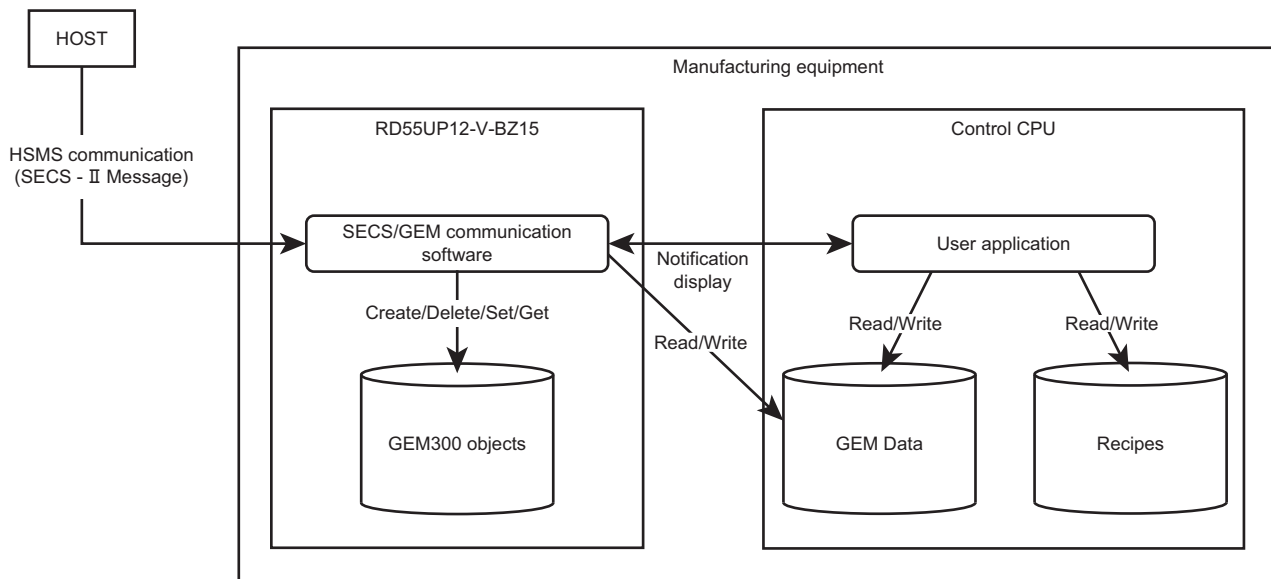 HOST
Manufacturing equipment
RD55UP12-V-BZ15
Control CPU
HSMS communication
(SECS - Ⅱ Message)
SECS/GEM communication
software
User application
Notification
display
Create/Delete/Set/Get
Read/Write
Read/Write
Read/Write
GEM300 objects
GEM Data
Recipes